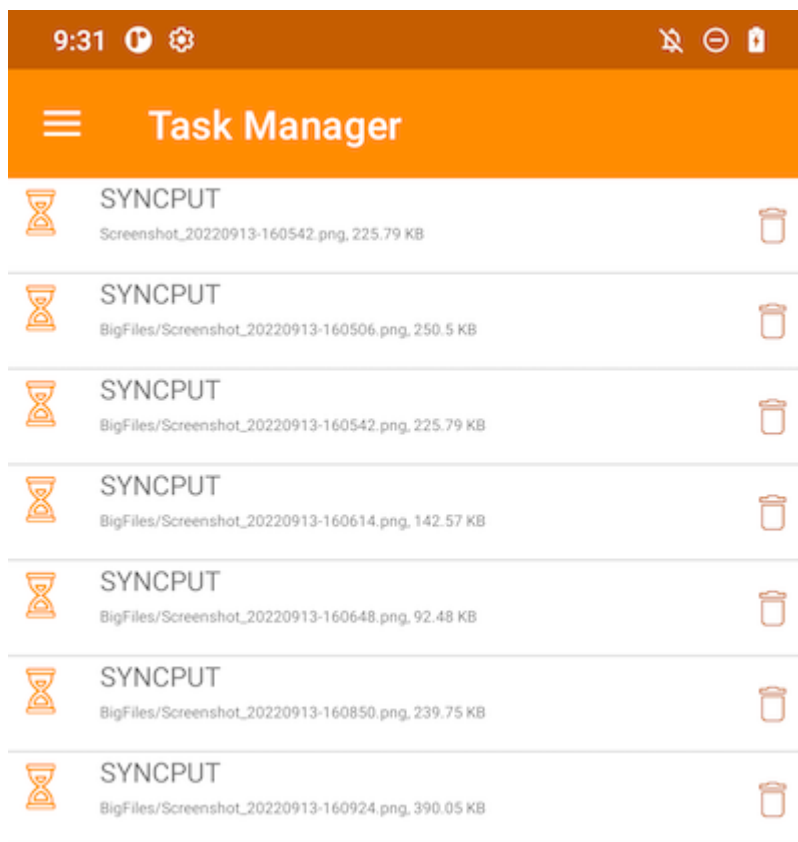 9:31
Task Manager
SYNCPUT
Screenshot_20220913-160542.png, 225.79 KB
SYNCPUT
BigFiles/Screenshot_20220913-160506.png, 250.5 KB
SYNCPUT
BigFiles/Screenshot_20220913-160542.png, 225.79 KB
SYNCPUT
BigFiles/Screenshot_20220913-160614.png, 142.57 KB
SYNCPUT
BigFiles/Screenshot_20220913-160648.png, 92.48 KB
SYNCPUT
BigFiles/Screenshot_20220913-160850.png, 239.75 KB
SYNCPUT
BigFiles/Screenshot_20220913-160924.png, 390.05 KB